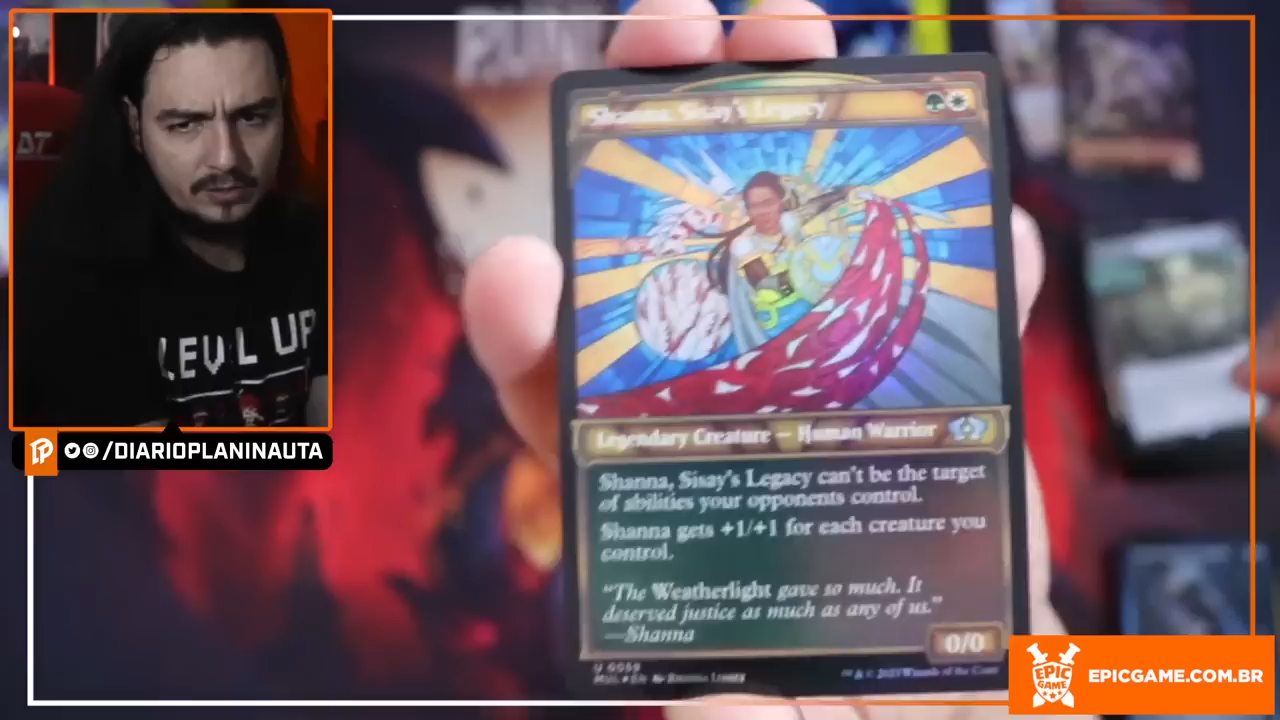 Shanna, Sisay's Legacy
LEVEL UP
/DIARIOPLANINAUTA
Legendary Creature — Human Warrior
Shanna, Sisay's Legacy can't be the target
of abilities your opponents control.
Shanna gets +1/+1 for each creature you
control.
"The Weatherlight gave so much. It
deserved justice as much as any of us."
—Shanna
0/0
EPIC
GAME
EPICGAME.COM.BR